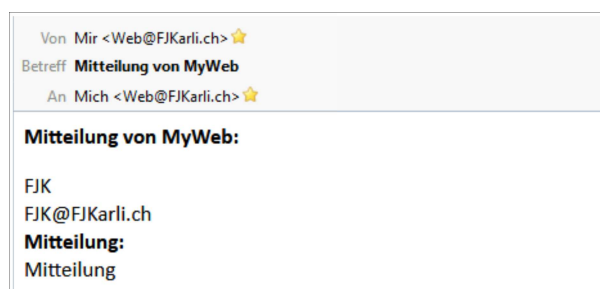 Von Mir <Web@FJKarli.ch>
Betreff Mitteilung von MyWeb
An Mich <Web@FJKarli.ch>
Mitteilung von MyWeb:
FJK
FJK@FJKarli.ch
Mitteilung:
Mitteilung